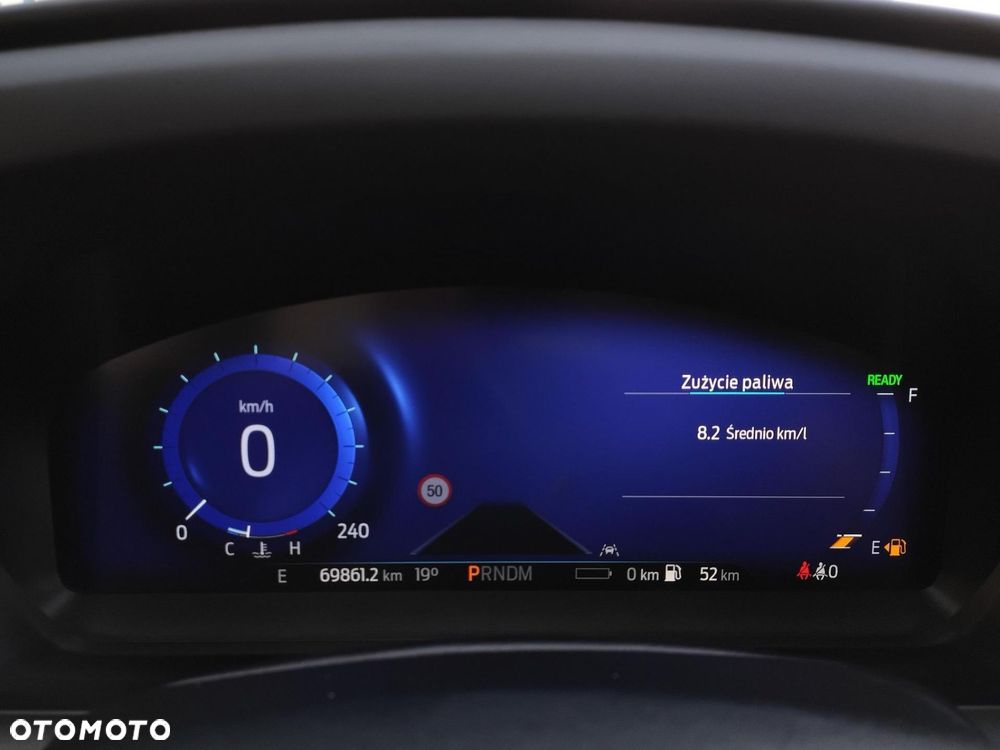 Zużycie paliwa
READY
F
km/h
8.2 Średnio km/l
0
50
0
240
C
H
E
E
69861.2 km
19°
PRNDM
0 km
52 km
0
OTOMOTO